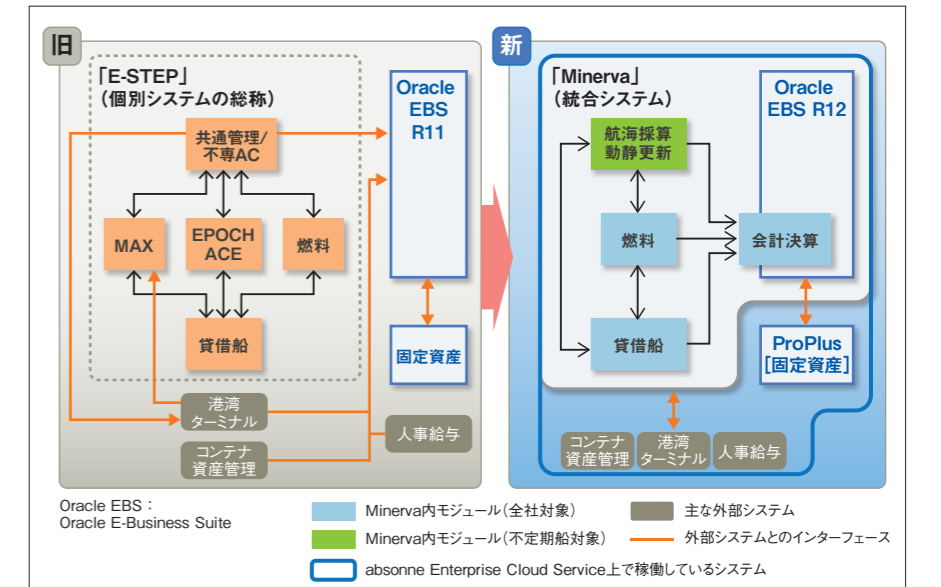 旧
「E-STEP」
（個別システムの総称）
共通管理/
不専AC
MAX
EPOCH
ACE
燃料
貸借船
Oracle
EBS
R11
固定資産
港湾
ターミナル
コンテナ
資産管理
人事給与
新
「Minerva」
（統合システム）
航海採算
動静更新
燃料
貸借船
会計決算
Oracle
EBS R12
ProPlus
［固定資産］
コンテナ
資産管理
港湾
ターミナル
人事給与
Oracle EBS：
Oracle E-Business Suite
Minerva内モジュール（全社対象）
Minerva内モジュール（不定期船対象）
absonne Enterprise Cloud Service上で稼働しているシステム
主な外部システム
外部システムとのインターフェース